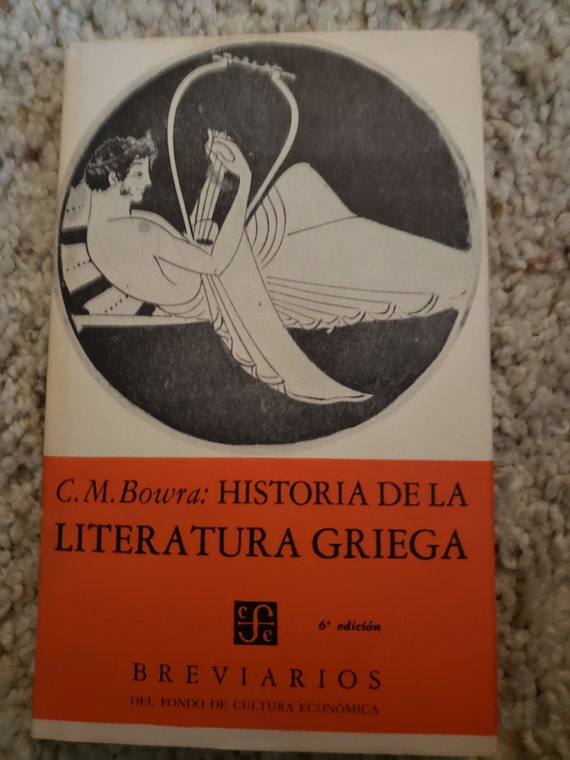 C. M. Bowra: HISTORIA DE LA
LITERATURA GRIEGA
c f e
6ª edición
BREVIARIOS
DEL FONDO DE CULTURA ECONÓMICA